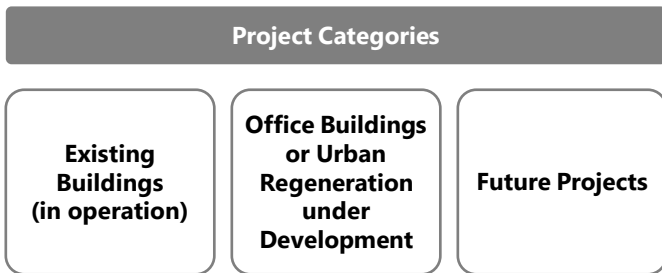 Project Categories
Existing
Buildings
(in operation)
Office Buildings
or Urban
Regeneration
under
Development
Future Projects